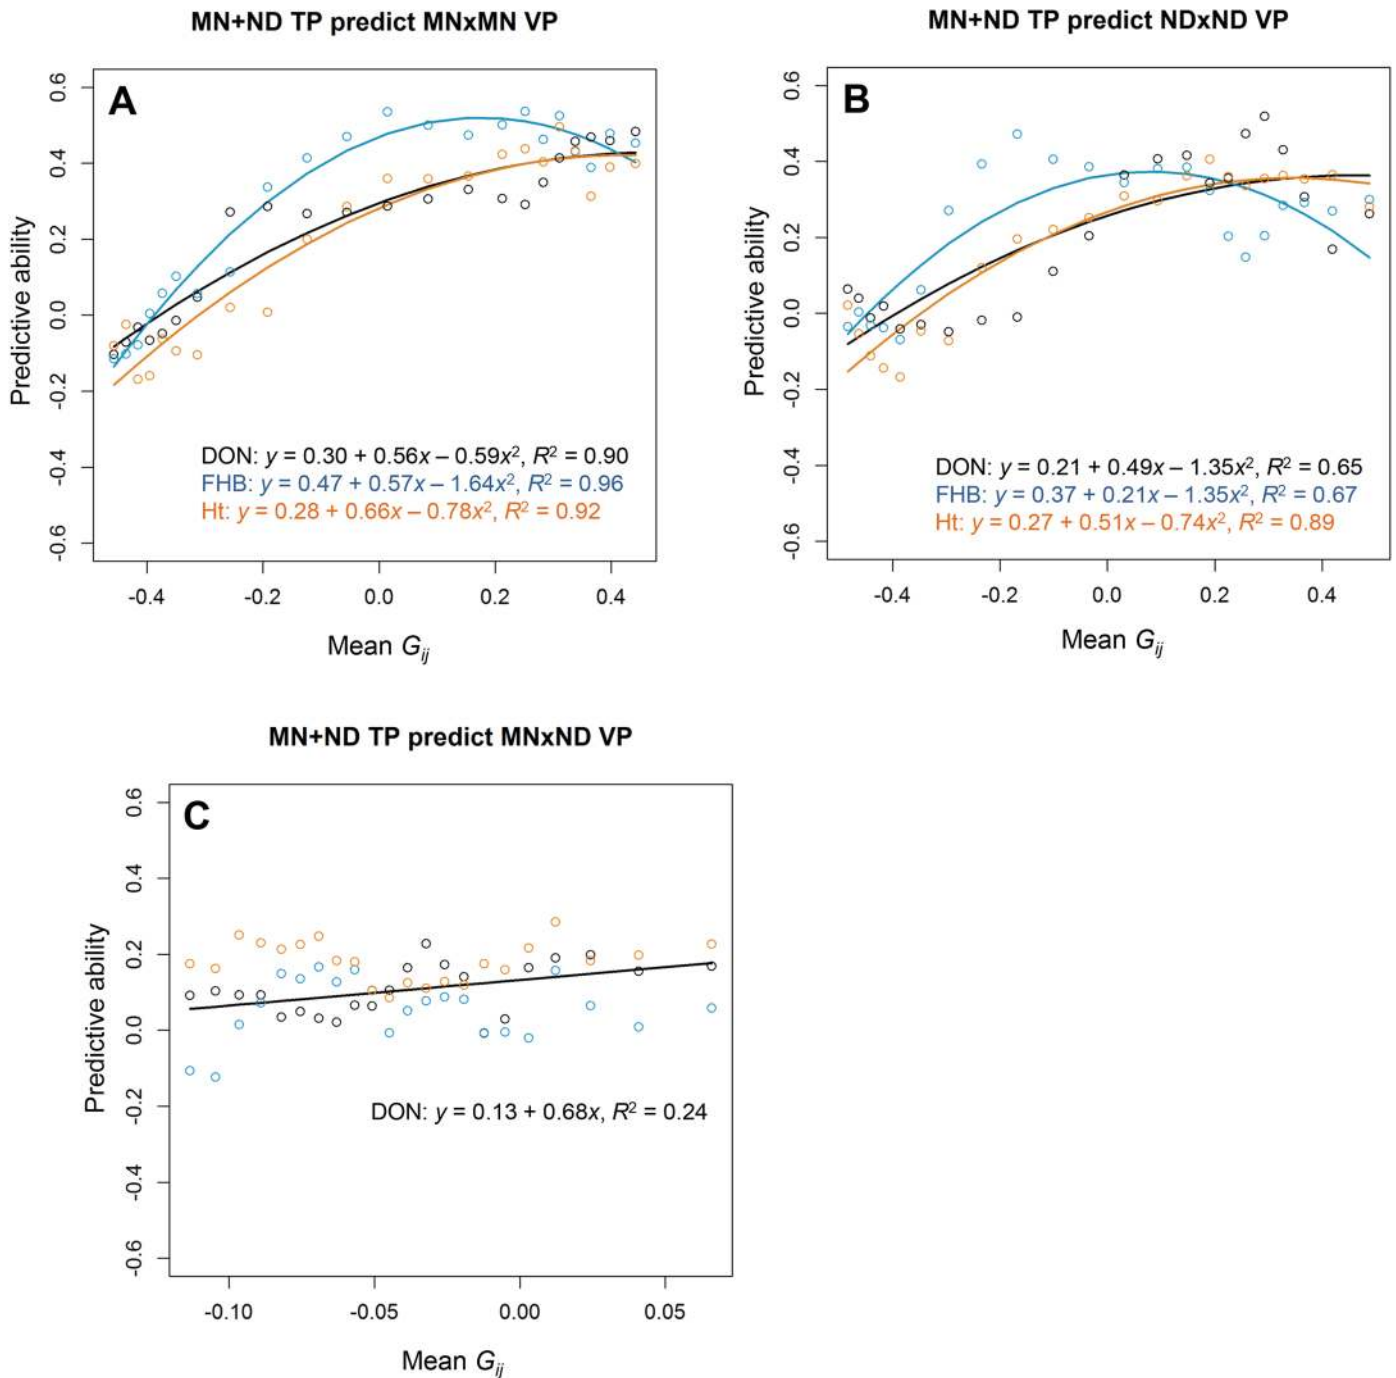 MN+ND TP predict MNxMN VP
A
Predictive ability
0.6
0.4
0.2
0.0
-0.2
-0.4
-0.6
DON: y = 0.30 + 0.56x – 0.59x², R² = 0.90
FHB: y = 0.47 + 0.57x – 1.64x², R² = 0.96
Ht: y = 0.28 + 0.66x – 0.78x², R² = 0.92
-0.4 -0.2 0.0 0.2 0.4
Mean Gij
MN+ND TP predict NDxND VP
B
Predictive ability
0.6
0.4
0.2
0.0
-0.2
-0.4
-0.6
DON: y = 0.21 + 0.49x – 1.35x², R² = 0.65
FHB: y = 0.37 + 0.21x – 1.35x², R² = 0.67
Ht: y = 0.27 + 0.51x – 0.74x², R² = 0.89
-0.4 -0.2 0.0 0.2 0.4
Mean Gij
MN+ND TP predict MNxND VP
C
Predictive ability
0.6
0.4
0.2
0.0
-0.2
-0.4
-0.6
DON: y = 0.13 + 0.68x, R² = 0.24
-0.10 -0.05 0.00 0.05
Mean Gij